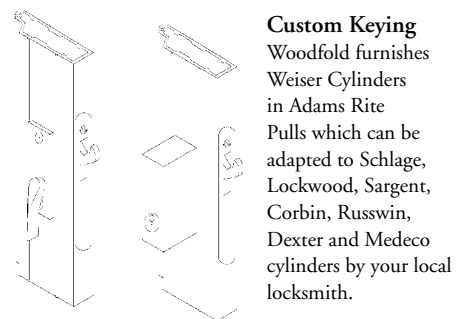 Custom Keying
Woodfold furnishes
Weiser Cylinders
in Adams Rite
Pulls which can be
adapted to Schlage,
Lockwood, Sargent,
Corbin, Russwin,
Dexter and Medeco
cylinders by your local
locksmith.